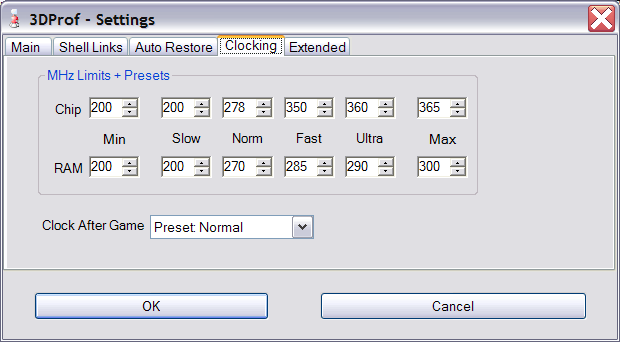 3DProf - Settings
Main Shell Links Auto Restore Clocking Extended
MHz Limits + Presets
Chip 200 200 278 350 360 365
Min Slow Norm Fast Ultra Max
RAM 200 200 270 285 290 300
Clock After Game Preset: Normal
OK Cancel